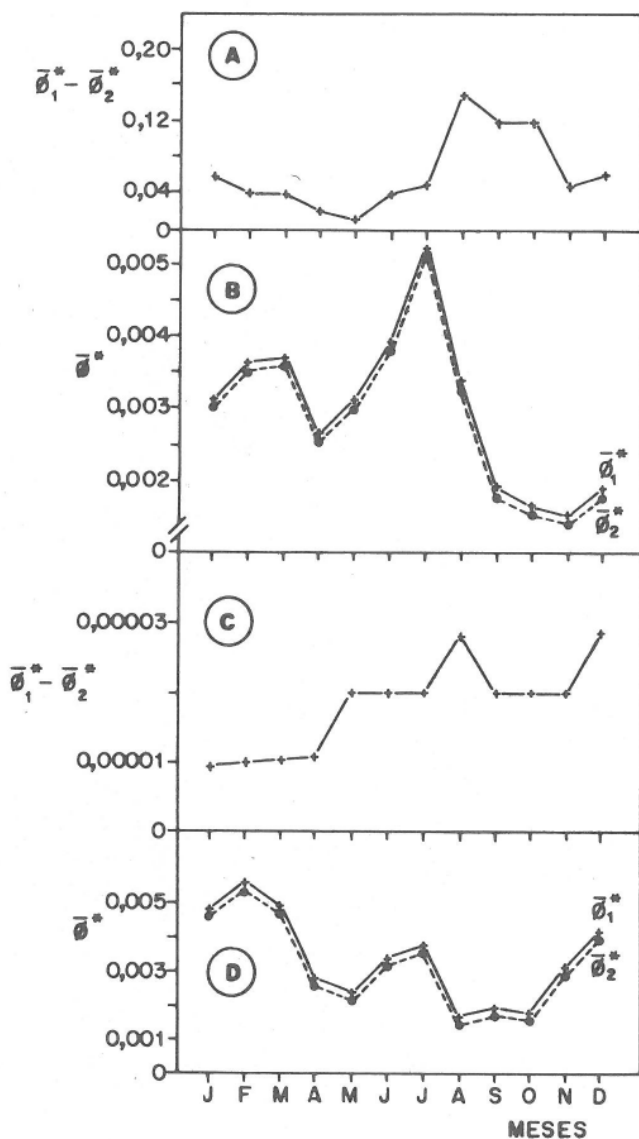 A
0,20
Ø̄₁* – Ø̄₂*
0,12
0,04
0
B
0,005
0,004
Ø̄*
0,003
0,002
Ø̄₁*
Ø̄₂*
0
C
0,00003
Ø̄₁* – Ø̄₂*
0,00001
0
0,005
Ø̄₁*
Ø̄*
Ø̄₂*
0,003
D
0,001
0
J F M A M J J A S O N D
MESES